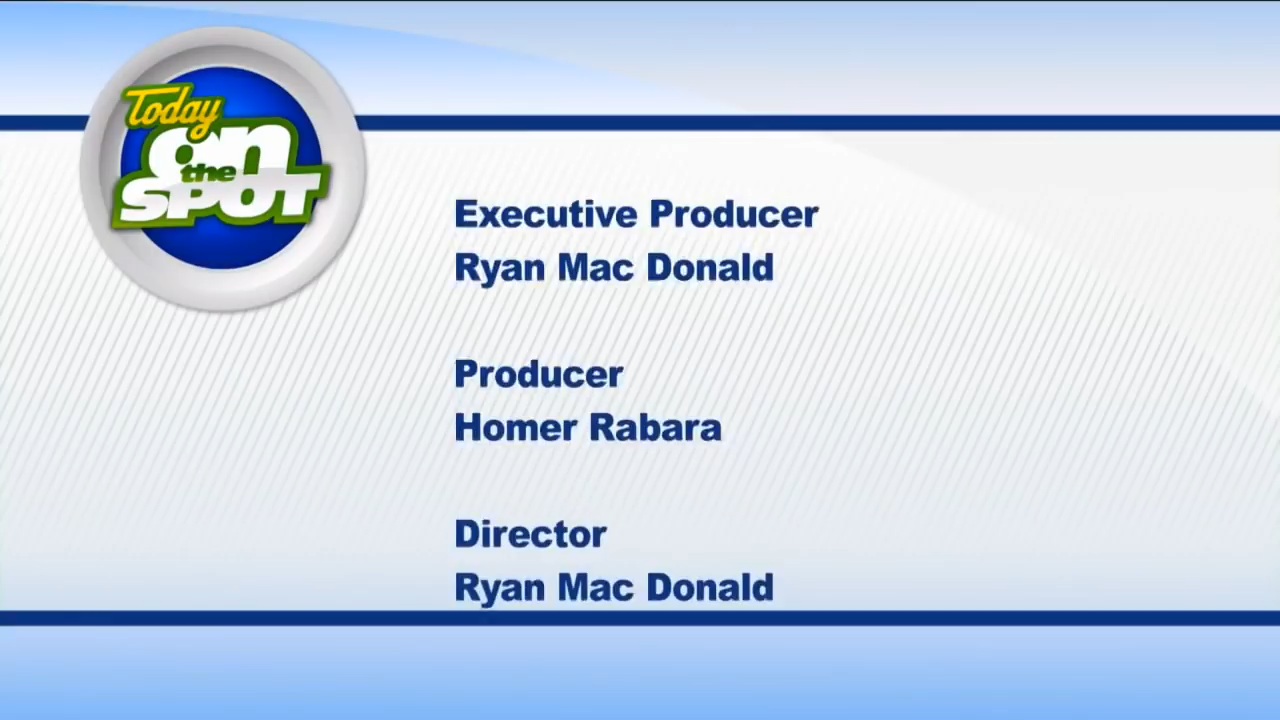 Today
on
the
SPOT
Executive Producer
Ryan Mac Donald
Producer
Homer Rabara
Director
Ryan Mac Donald